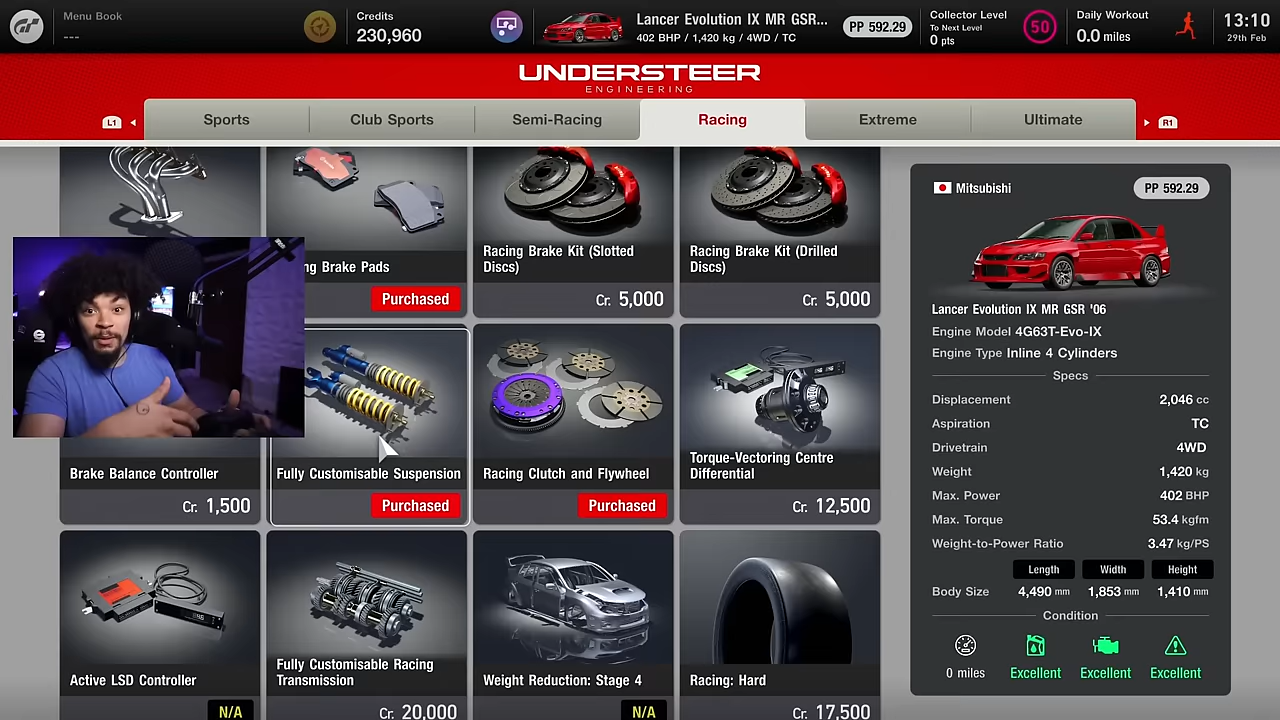 Menu Book
---
Credits
230,960
Lancer Evolution IX MR GSR...
402 BHP / 1,420 kg / 4WD / TC
PP 592.29
Collector Level
To Next Level
0 pts
50
Daily Workout
0.0 miles
13:10
29th Feb
UNDERSTEER
ENGINEERING
L1
Sports
Club Sports
Semi-Racing
Racing
Extreme
Ultimate
R1
ng Brake Pads
Purchased
Racing Brake Kit (Slotted
Discs)
Cr. 5,000
Racing Brake Kit (Drilled
Discs)
Cr. 5,000
Brake Balance Controller
Cr. 1,500
Fully Customisable Suspension
Purchased
Racing Clutch and Flywheel
Purchased
Torque-Vectoring Centre
Differential
Cr. 12,500
Active LSD Controller
N/A
Fully Customisable Racing
Transmission
Cr. 20,000
Weight Reduction: Stage 4
N/A
Racing: Hard
Cr. 17,500
Mitsubishi
PP 592.29
Lancer Evolution IX MR GSR '06
Engine Model 4G63T-Evo-IX
Engine Type Inline 4 Cylinders
Specs
Displacement 2,046 cc
Aspiration TC
Drivetrain 4WD
Weight 1,420 kg
Max. Power 402 BHP
Max. Torque 53.4 kgfm
Weight-to-Power Ratio 3.47 kg/PS
Length Width Height
Body Size 4,490 mm 1,853 mm 1,410 mm
Condition
0 miles Excellent Excellent Excellent